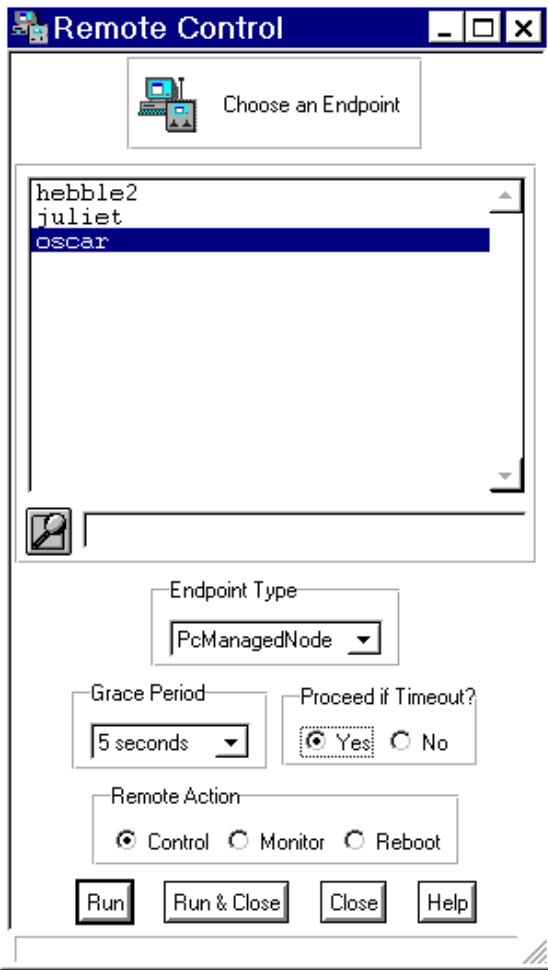 Remote Control
Choose an Endpoint
hebble2
juliet
oscar
Endpoint Type
PcManagedNode
Grace Period
Proceed if Timeout?
5 seconds
Yes No
Remote Action
Control Monitor Reboot
Run Run & Close Close Help